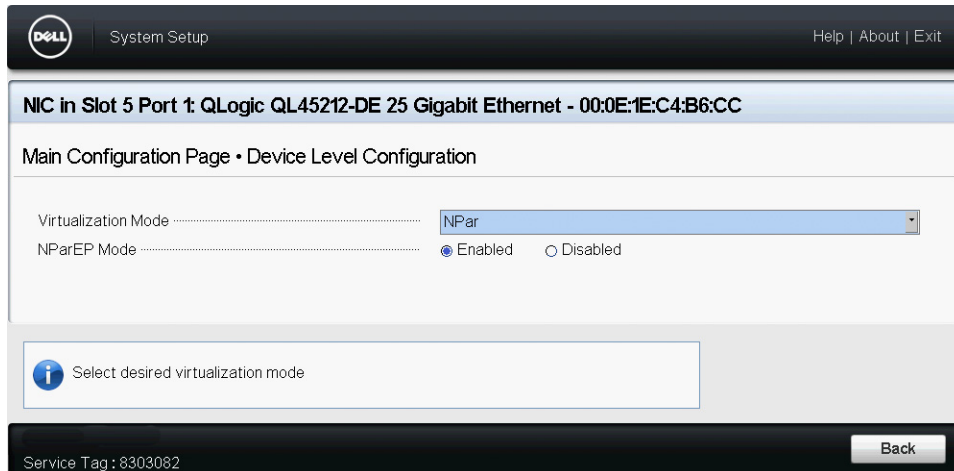 DELL
System Setup
Help | About | Exit
NIC in Slot 5 Port 1: QLogic QL45212-DE 25 Gigabit Ethernet - 00:0E:1E:C4:B6:CC
Main Configuration Page • Device Level Configuration
Virtualization Mode NPar
NParEP Mode Enabled Disabled
Select desired virtualization mode
Service Tag : 8303082
Back